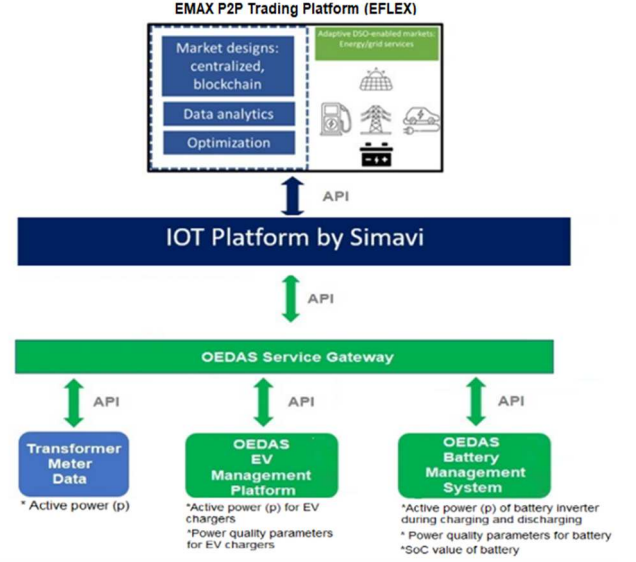 EMAX P2P Trading Platform (EFLEX)
Market designs:
centralized,
blockchain
Data analytics
Optimization
Adaptive DSO-enabled markets:
Energy/grid services
API
IOT Platform by Simavi
API
OEDAS Service Gateway
API
API
API
Transformer
Meter
Data
* Active power (p)
OEDAS
EV
Management
Platform
*Active power (p) for EV
chargers
*Power quality parameters
for EV chargers
OEDAS
Battery
Management
System
*Active power (p) of battery inverter
during charging and discharging
* Power quality parameters for battery
*SoC value of battery